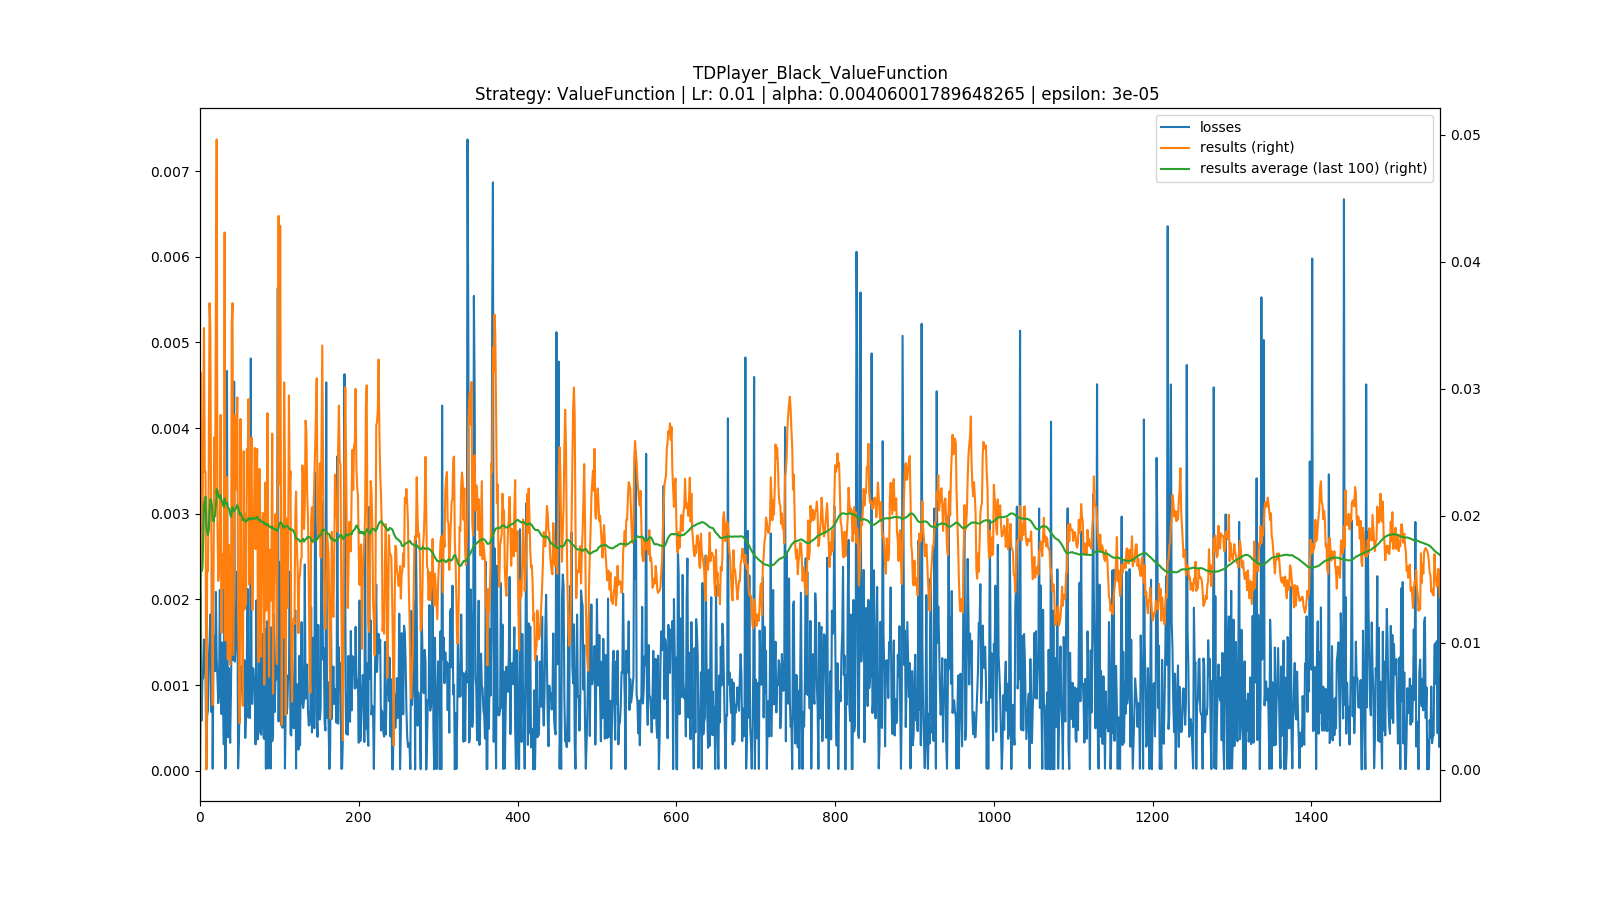 TDPlayer_Black_ValueFunction
Strategy: ValueFunction | Lr: 0.01 | alpha: 0.00406001789648265 | epsilon: 3e-05
losses
results (right)
results average (last 100) (right)
0.007
0.006
0.005
0.004
0.003
0.002
0.001
0.000
0.05
0.04
0.03
0.02
0.01
0.00
0 200 400 600 800 1000 1200 1400